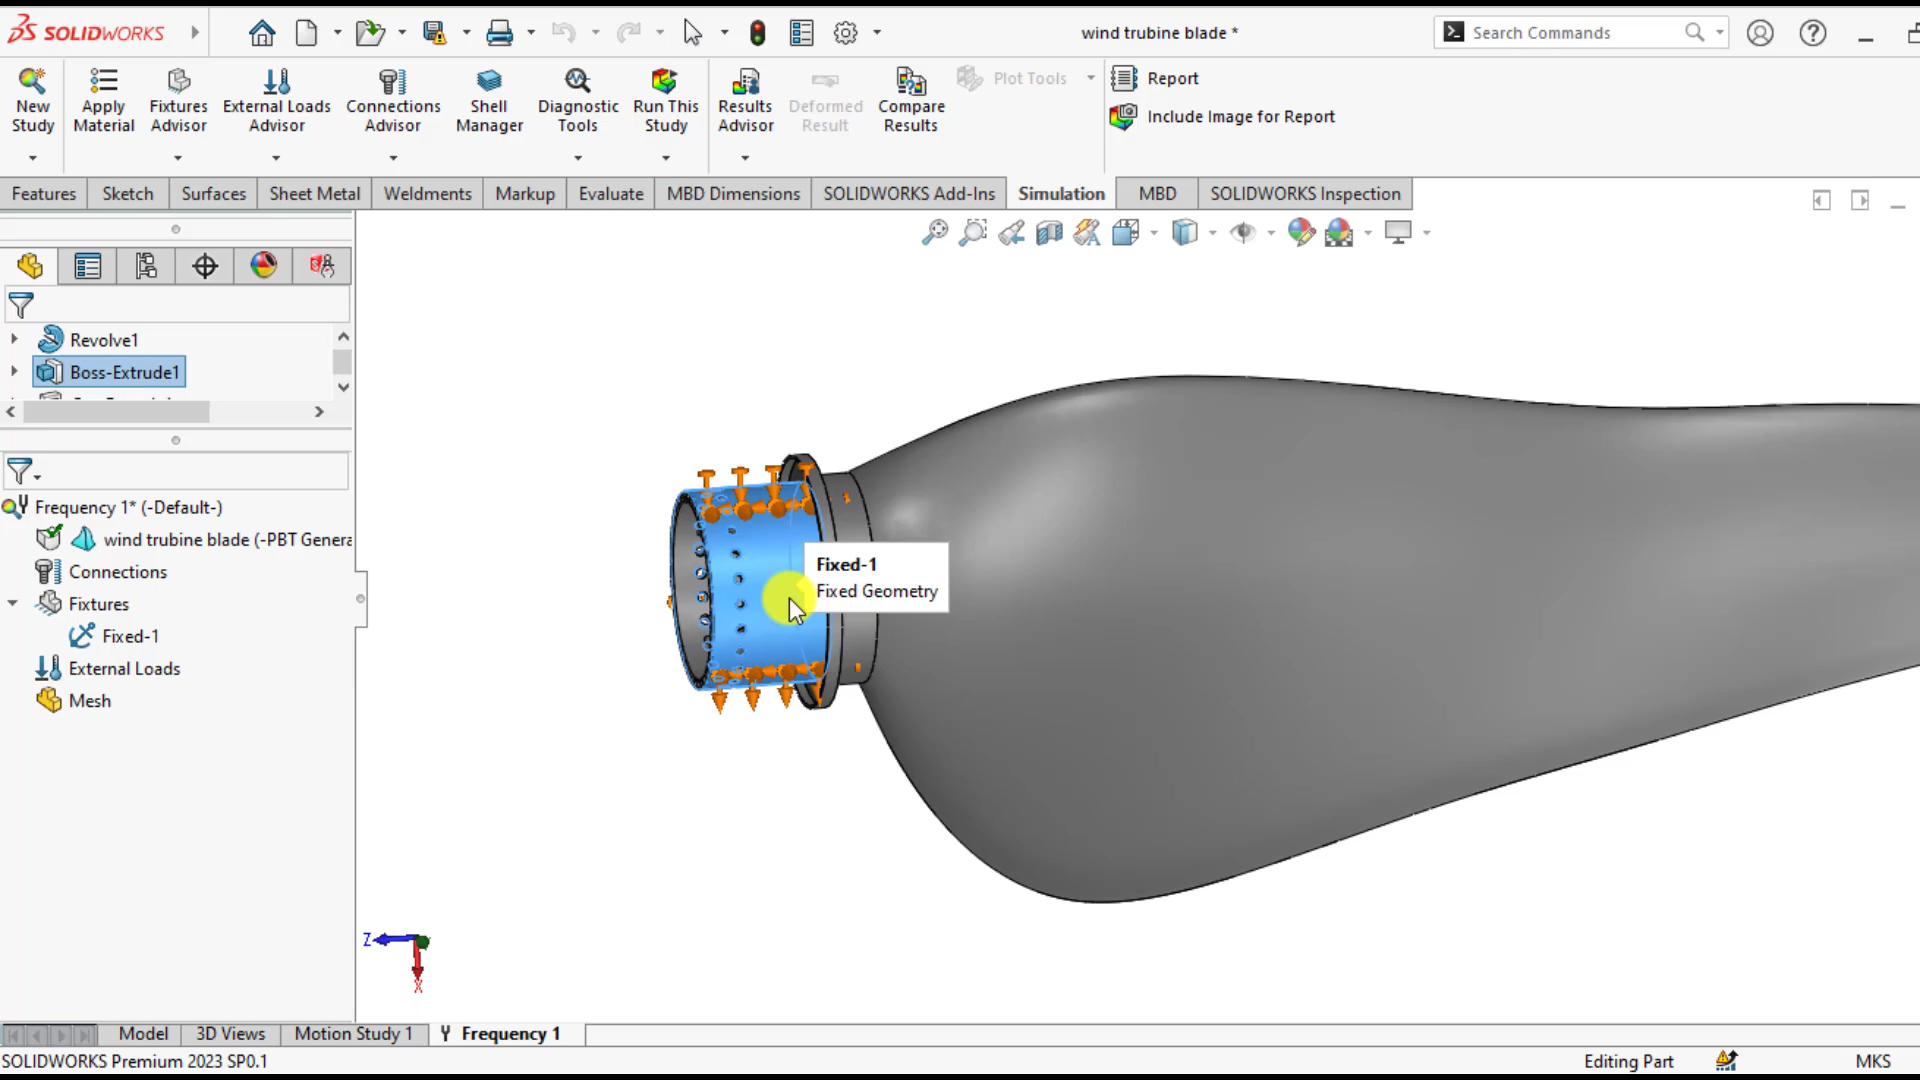 SOLIDWORKS
wind trubine blade *
Search Commands
New Study
Apply Material
Fixtures Advisor
External Loads Advisor
Connections Advisor
Shell Manager
Diagnostic Tools
Run This Study
Results Advisor
Deformed Result
Compare Results
Plot Tools
Report
Include Image for Report
Features
Sketch
Surfaces
Sheet Metal
Weldments
Markup
Evaluate
MBD Dimensions
SOLIDWORKS Add-Ins
Simulation
MBD
SOLIDWORKS Inspection
Revolve1
Boss-Extrude1
Frequency 1* (-Default-)
wind trubine blade (-PBT Genera
Connections
Fixtures
Fixed-1
External Loads
Mesh
Fixed-1
Fixed Geometry
Z
X
Model
3D Views
Motion Study 1
Frequency 1
SOLIDWORKS Premium 2023 SP0.1
Editing Part
MKS